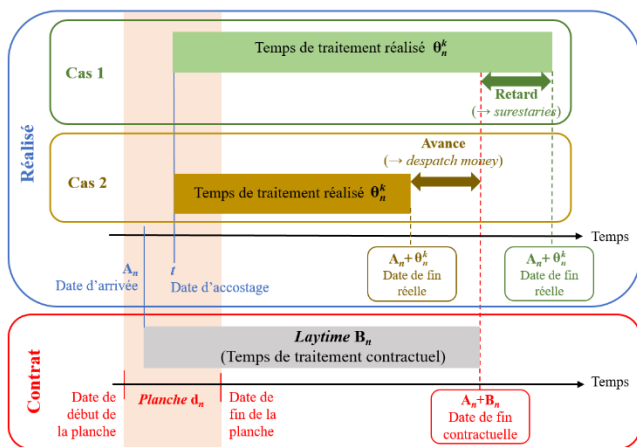 Réalisé
Cas 1
Temps de traitement réalisé θₙᵏ
Retard
(→ surestaries)
Cas 2
Avance
(→ despatch money)
Temps de traitement réalisé θₙᵏ
Temps
Aₙ
Date d'arrivée
t
Date d'accostage
Aₙ+θₙᵏ
Date de fin
réelle
Aₙ+θₙᵏ
Date de fin
réelle
Contrat
Laytime Bₙ
(Temps de traitement contractuel)
Temps
Date de
début de
la planche
Planche dₙ
Date de
fin de la
planche
Aₙ+Bₙ
Date de fin
contractuelle